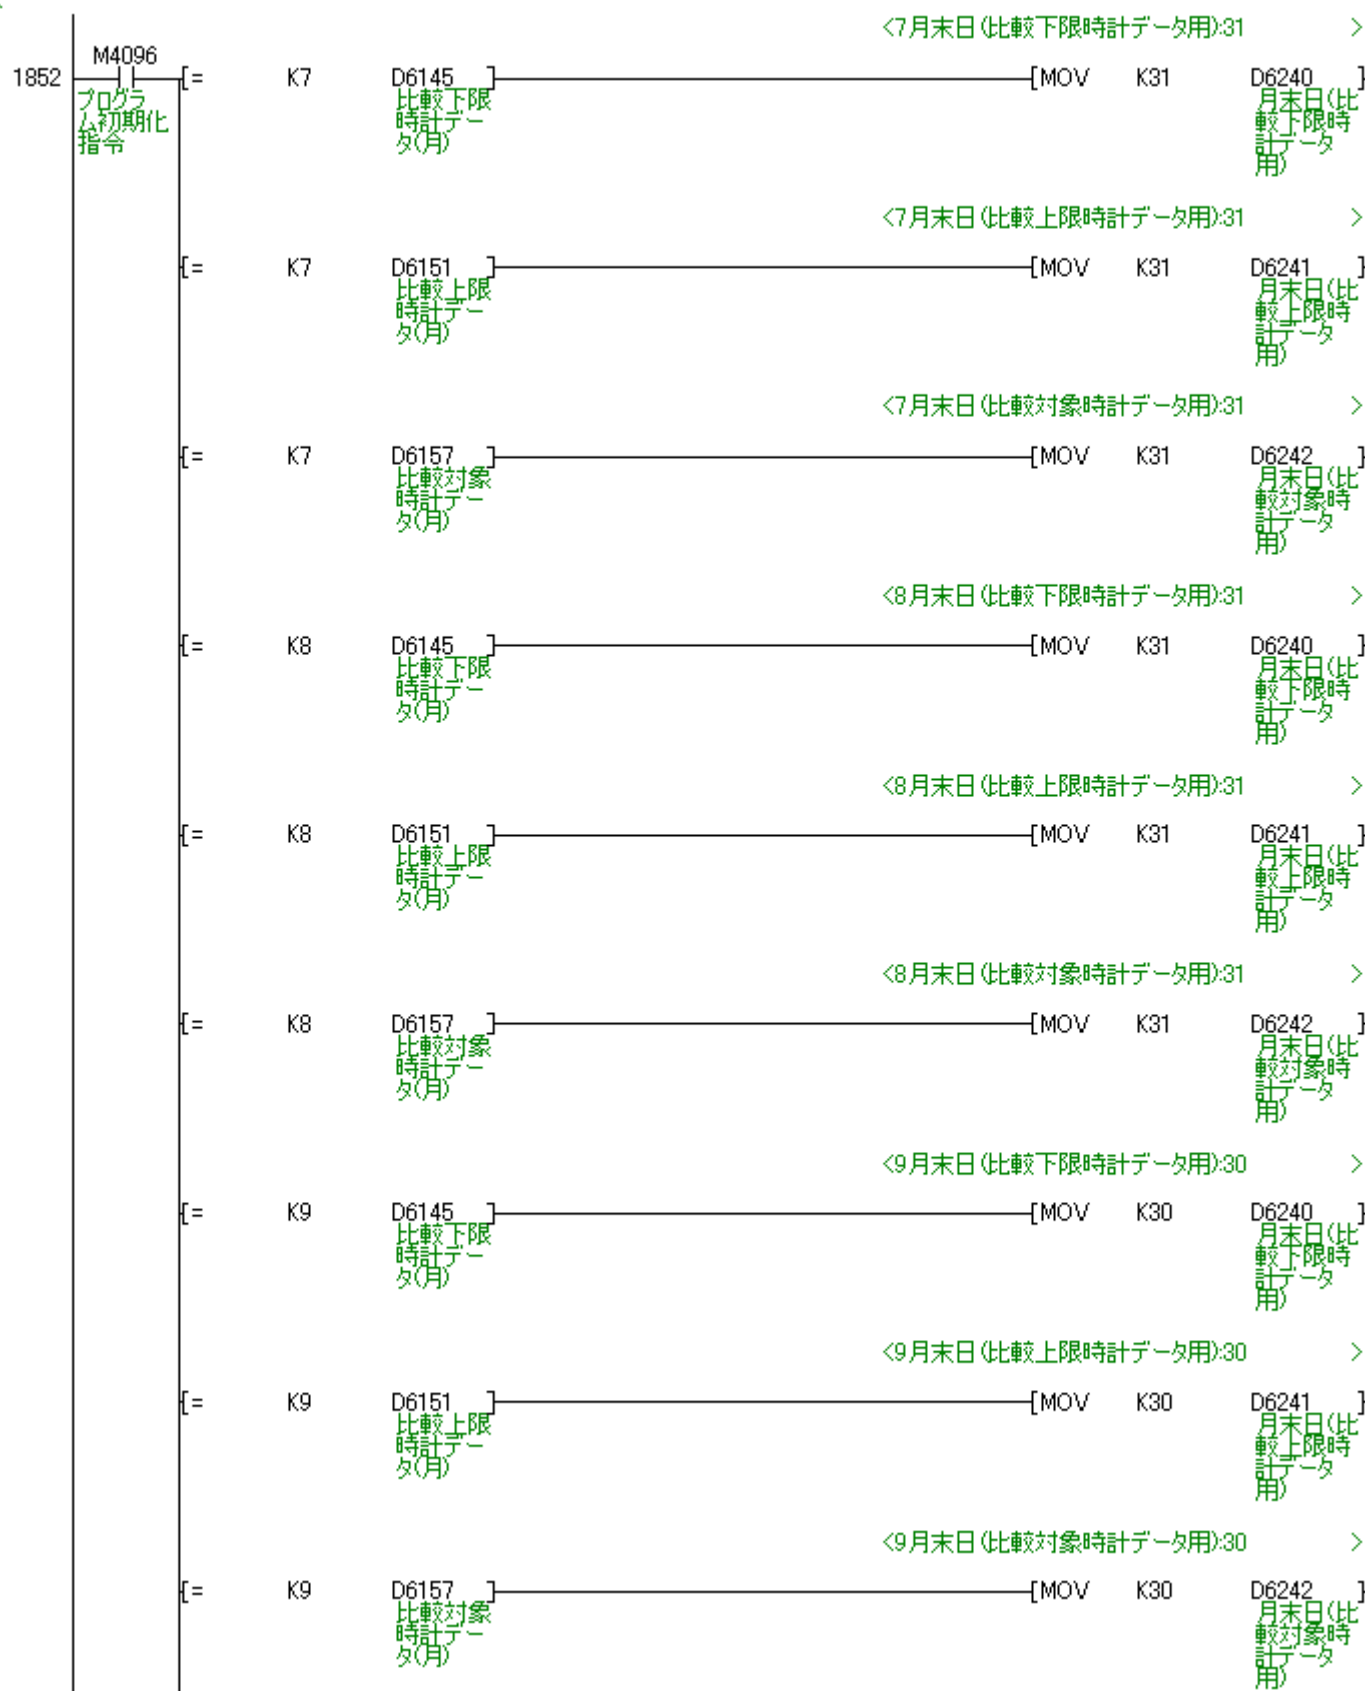 <7月末日(比較下限時計データ用):31 >
M4096
1852 [= K7 D6145 ] [MOV K31 D6240 ]
プログラ
ム初期化
指令
比較下限
時計デー
タ(月)
月末日(比
較下限時
計データ
用)
<7月末日(比較上限時計データ用):31 >
[= K7 D6151 ] [MOV K31 D6241 ]
比較上限
時計デー
タ(月)
月末日(比
較上限時
計データ
用)
<7月末日(比較対象時計データ用):31 >
[= K7 D6157 ] [MOV K31 D6242 ]
比較対象
時計デー
タ(月)
月末日(比
較対象時
計データ
用)
<8月末日(比較下限時計データ用):31 >
[= K8 D6145 ] [MOV K31 D6240 ]
比較下限
時計デー
タ(月)
月末日(比
較下限時
計データ
用)
<8月末日(比較上限時計データ用):31 >
[= K8 D6151 ] [MOV K31 D6241 ]
比較上限
時計デー
タ(月)
月末日(比
較上限時
計データ
用)
<8月末日(比較対象時計データ用):31 >
[= K8 D6157 ] [MOV K31 D6242 ]
比較対象
時計デー
タ(月)
月末日(比
較対象時
計データ
用)
<9月末日(比較下限時計データ用):30 >
[= K9 D6145 ] [MOV K30 D6240 ]
比較下限
時計デー
タ(月)
月末日(比
較下限時
計データ
用)
<9月末日(比較上限時計データ用):30 >
[= K9 D6151 ] [MOV K30 D6241 ]
比較上限
時計デー
タ(月)
月末日(比
較上限時
計データ
用)
<9月末日(比較対象時計データ用):30 >
[= K9 D6157 ] [MOV K30 D6242 ]
比較対象
時計デー
タ(月)
月末日(比
較対象時
計データ
用)